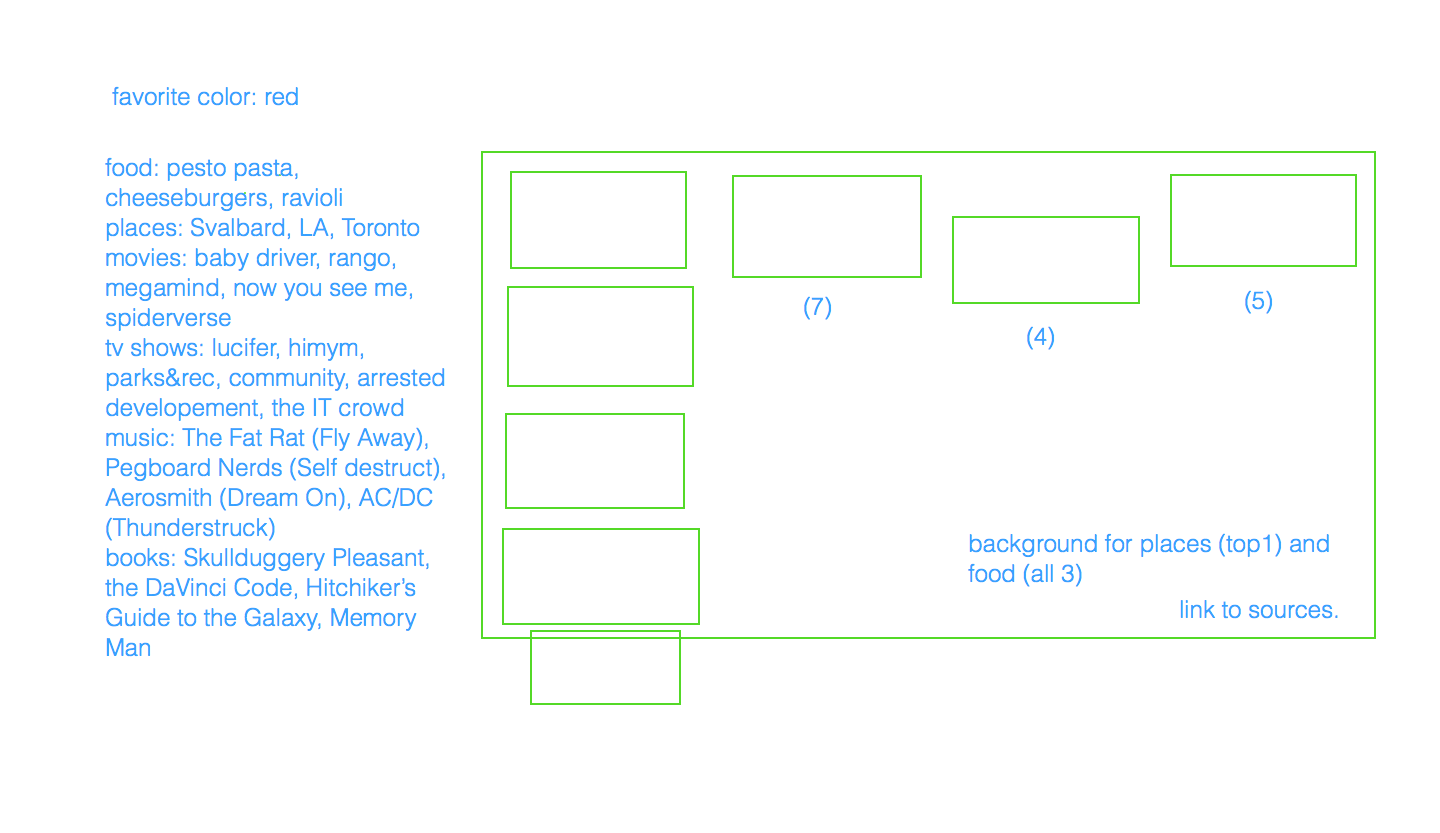 favorite color: red
food: pesto pasta,
cheeseburgers, ravioli
places: Svalbard, LA, Toronto
movies: baby driver, rango,
megamind, now you see me,
spiderverse
tv shows: lucifer, himym,
parks&rec, community, arrested
developement, the IT crowd
music: The Fat Rat (Fly Away),
Pegboard Nerds (Self destruct),
Aerosmith (Dream On), AC/DC
(Thunderstruck)
books: Skullduggery Pleasant,
the DaVinci Code, Hitchiker’s
Guide to the Galaxy, Memory
Man
(7)
(4)
(5)
background for places (top1) and
food (all 3)
link to sources.